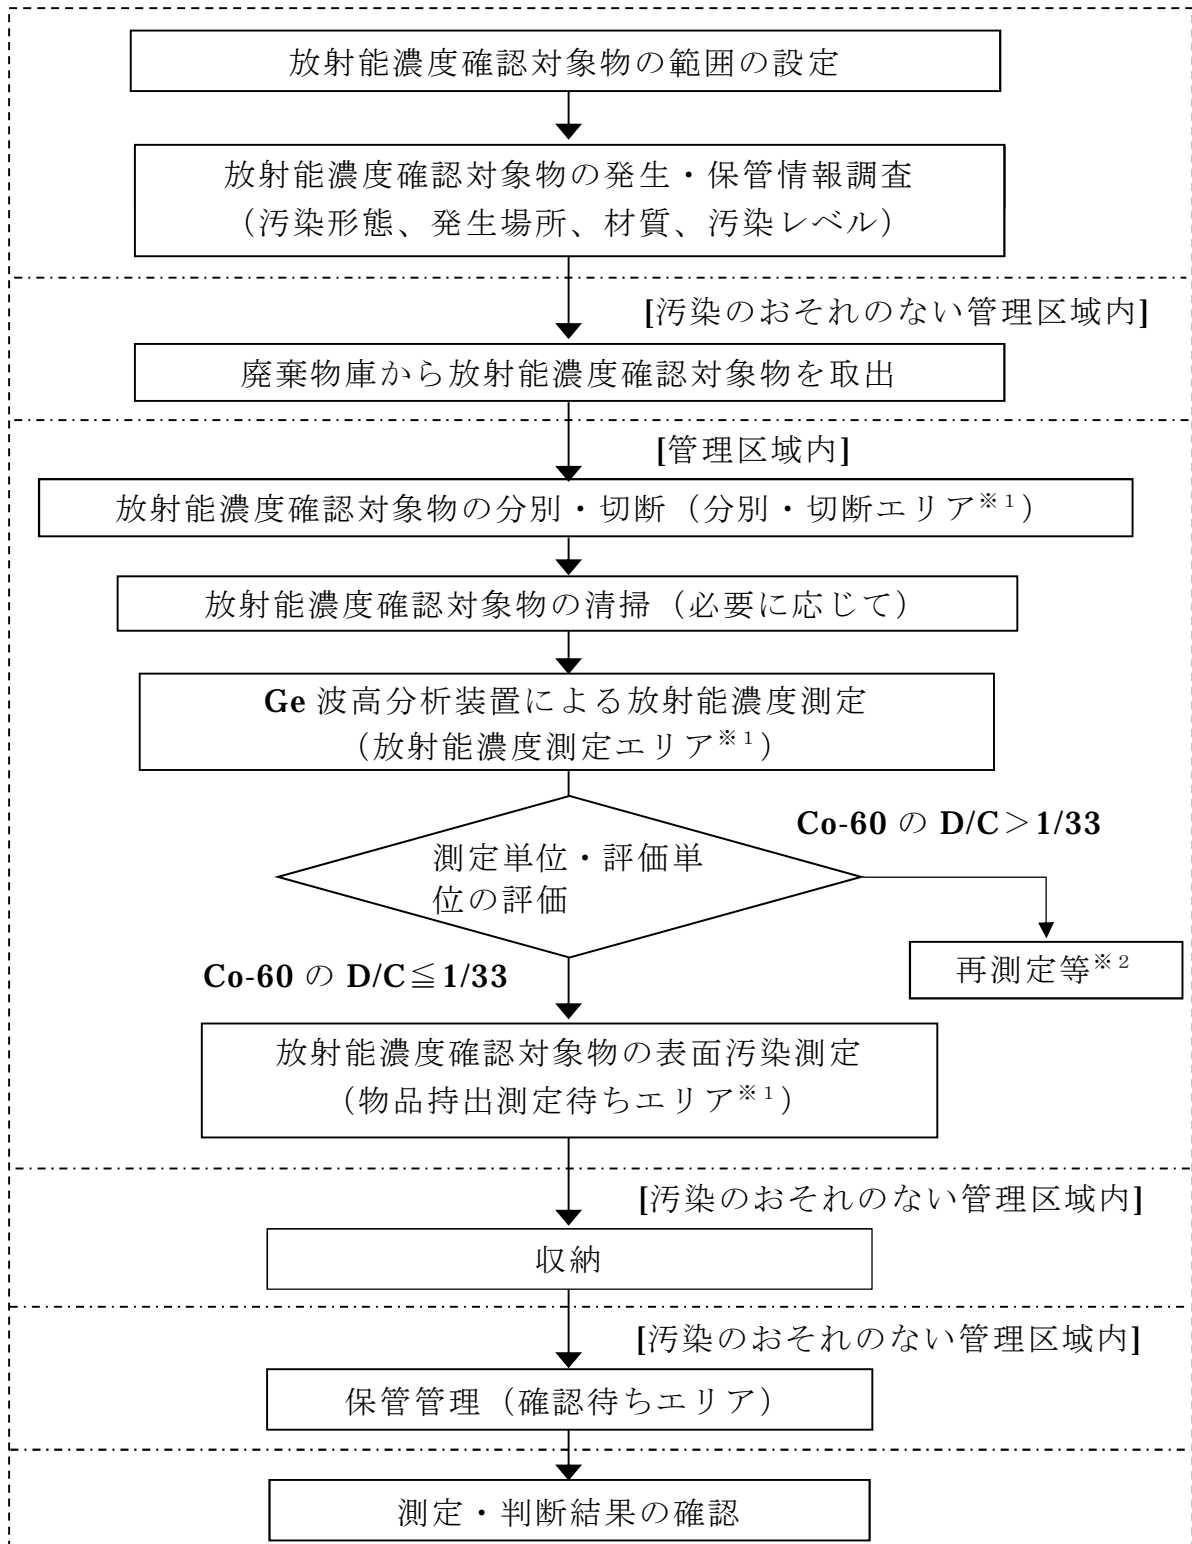 放射能濃度確認対象物の範囲の設定
放射能濃度確認対象物の発生・保管情報調査
（汚染形態、発生場所、材質、汚染レベル）
[汚染のおそれのない管理区域内]
廃棄物庫から放射能濃度確認対象物を取出
[管理区域内]
放射能濃度確認対象物の分別・切断（分別・切断エリア※1）
放射能濃度確認対象物の清掃（必要に応じて）
Ge 波高分析装置による放射能濃度測定
（放射能濃度測定エリア※1）
Co-60 の D/C＞1/33
測定単位・評価単
位の評価
再測定等※2
Co-60 の D/C≦1/33
放射能濃度確認対象物の表面汚染測定
（物品持出測定待ちエリア※1）
[汚染のおそれのない管理区域内]
収納
[汚染のおそれのない管理区域内]
保管管理（確認待ちエリア）
測定・判断結果の確認